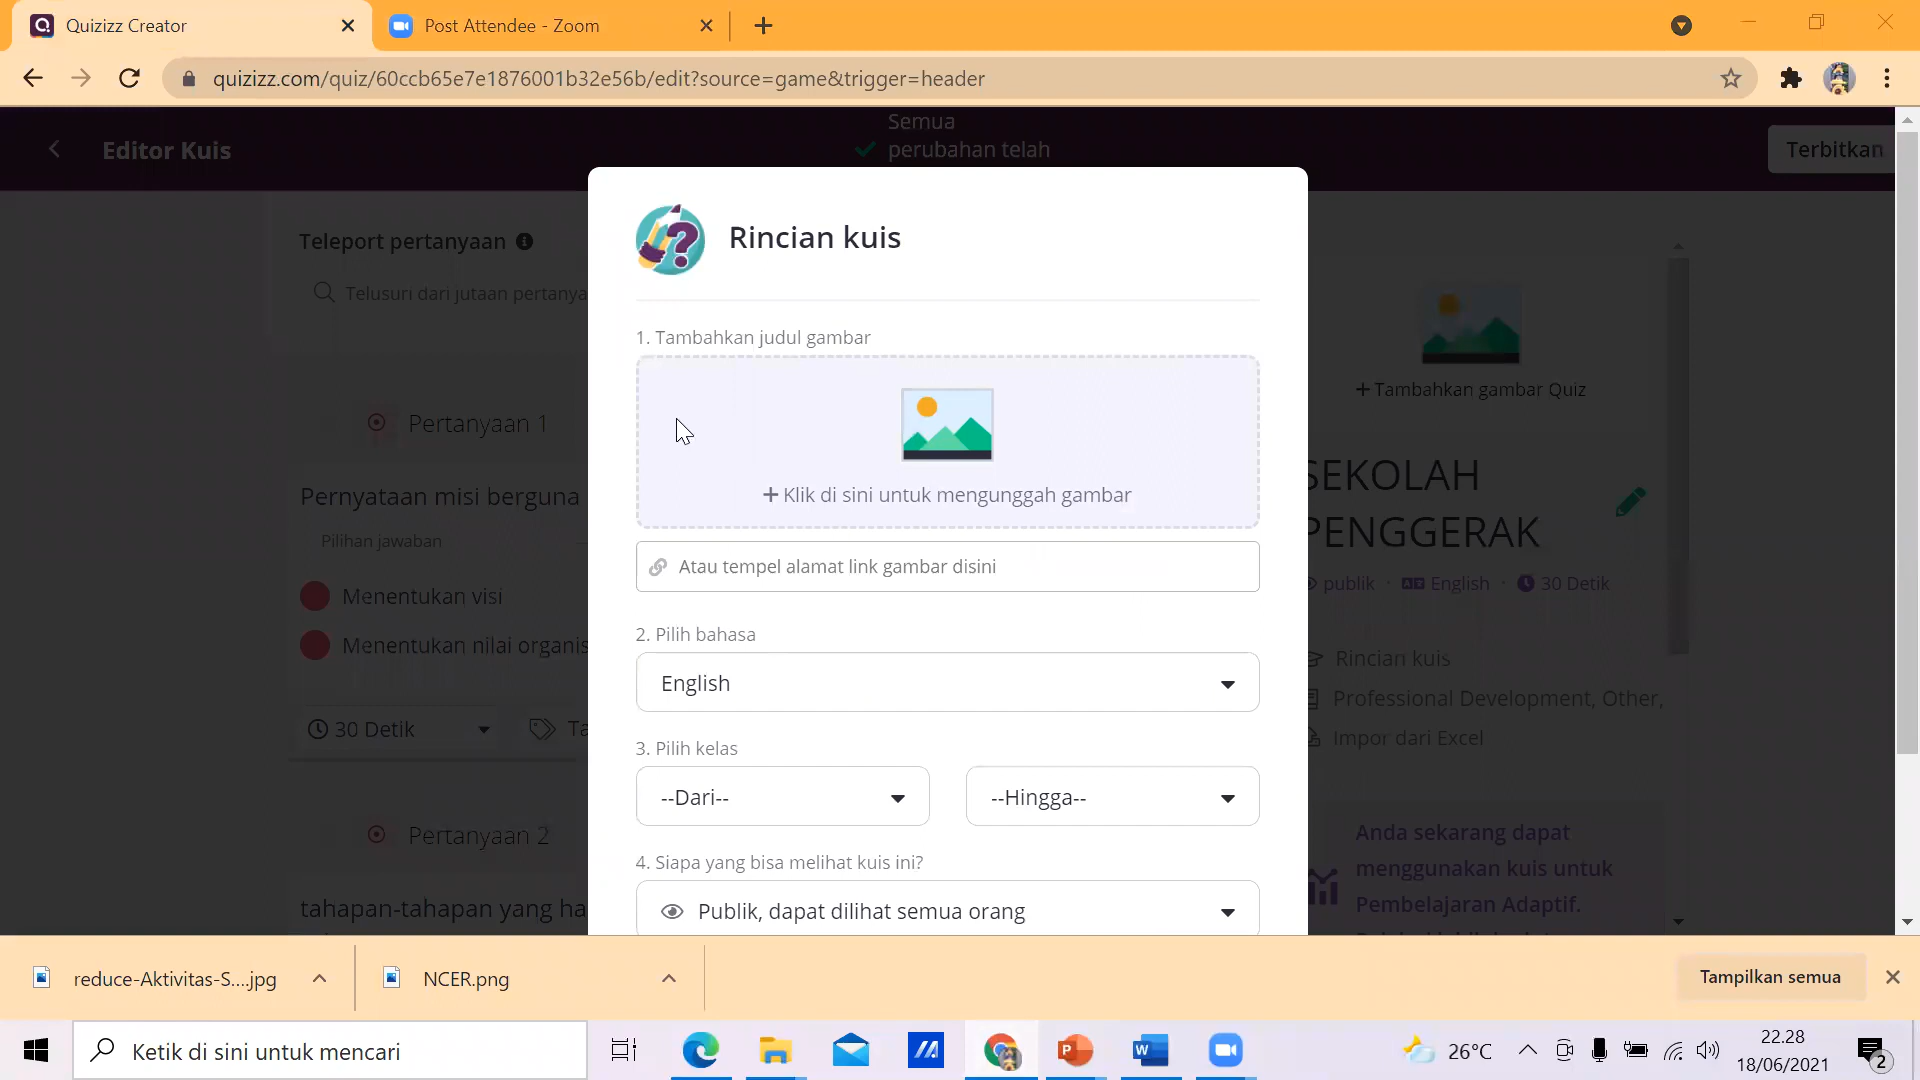 Quizizz Creator
Post Attendee - Zoom
quizizz.com/quiz/60ccb65e7e1876001b32e56b/edit?source=game&trigger=header
Editor Kuis
Semua
perubahan telah
Terbitkan
Teleport pertanyaan
Telusuri dari jutaan pertanya
Pertanyaan 1
Pernyataan misi berguna
Pilihan jawaban
Menentukan visi
Menentukan nilai organis
30 Detik
Ta
Pertanyaan 2
tahapan-tahapan yang ha
Rincian kuis
1. Tambahkan judul gambar
+ Klik di sini untuk mengunggah gambar
Atau tempel alamat link gambar disini
2. Pilih bahasa
English
3. Pilih kelas
--Dari--
--Hingga--
4. Siapa yang bisa melihat kuis ini?
Publik, dapat dilihat semua orang
+ Tambahkan gambar Quiz
SEKOLAH
PENGGERAK
publik · English · 30 Detik
Rincian kuis
Professional Development, Other,
Impor dari Excel
Anda sekarang dapat
menggunakan kuis untuk
Pembelajaran Adaptif.
reduce-Aktivitas-S....jpg
NCER.png
Tampilkan semua
Ketik di sini untuk mencari
26°C
22.28
18/06/2021
2